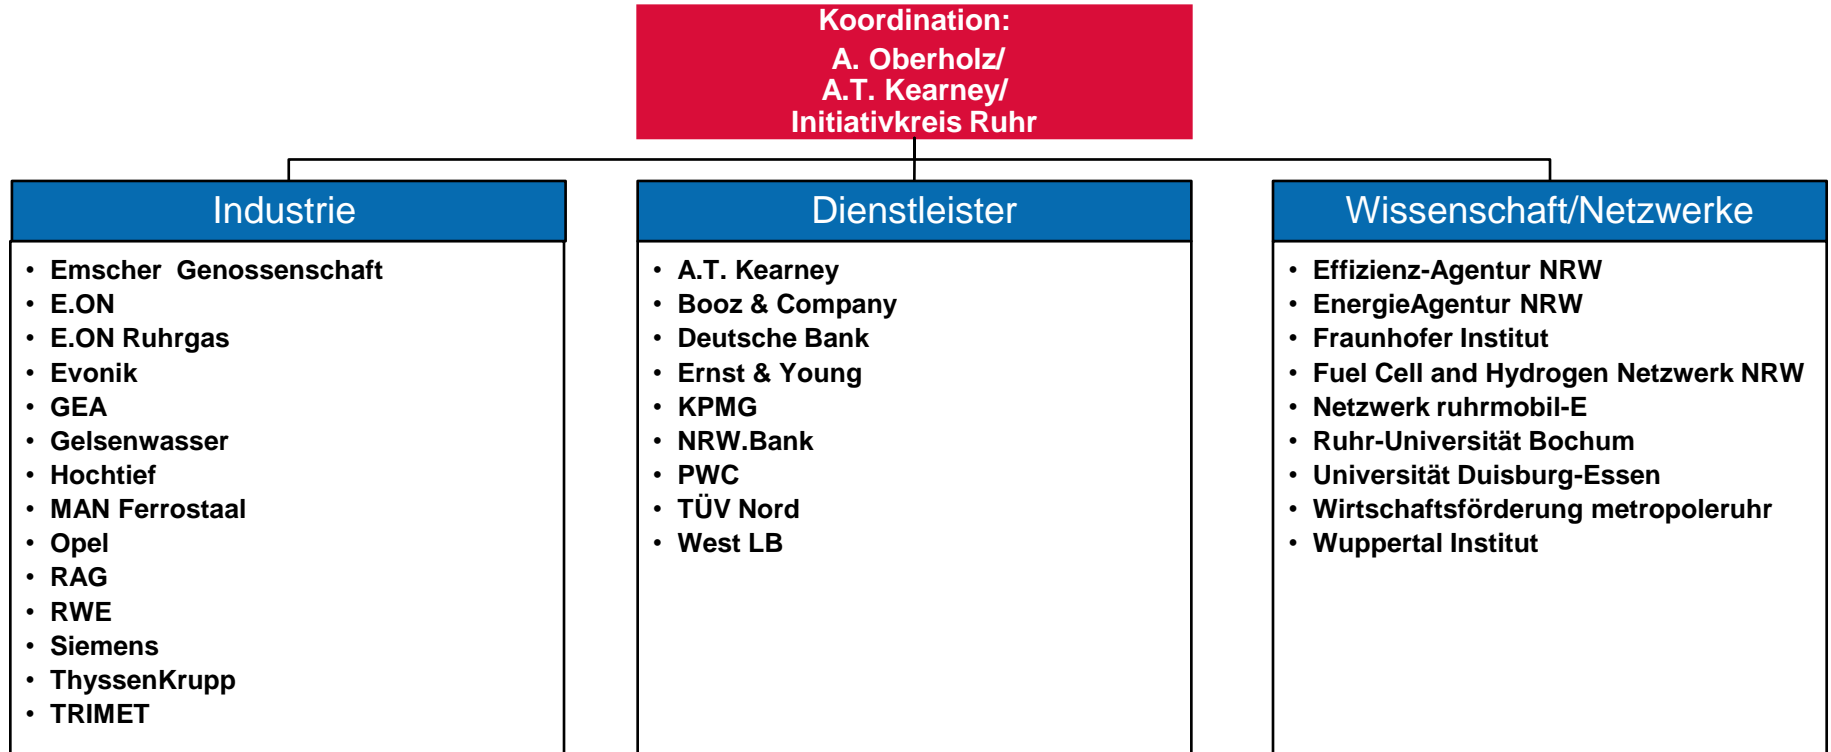 Koordination:
A. Oberholz/
A.T. Kearney/
Initiativkreis Ruhr
Industrie
• Emscher  Genossenschaft
• E.ON
• E.ON Ruhrgas
• Evonik
• GEA
• Gelsenwasser
• Hochtief
• MAN Ferrostaal
• Opel
• RAG
• RWE
• Siemens
• ThyssenKrupp
• TRIMET
Dienstleister
• A.T. Kearney
• Booz & Company
• Deutsche Bank
• Ernst & Young
• KPMG
• NRW.Bank
• PWC
• TÜV Nord
• West LB
Wissenschaft/Netzwerke
• Effizienz-Agentur NRW
• EnergieAgentur NRW
• Fraunhofer Institut
• Fuel Cell and Hydrogen Netzwerk NRW
• Netzwerk ruhrmobil-E
• Ruhr-Universität Bochum
• Universität Duisburg-Essen
• Wirtschaftsförderung metropoleruhr
• Wuppertal Institut